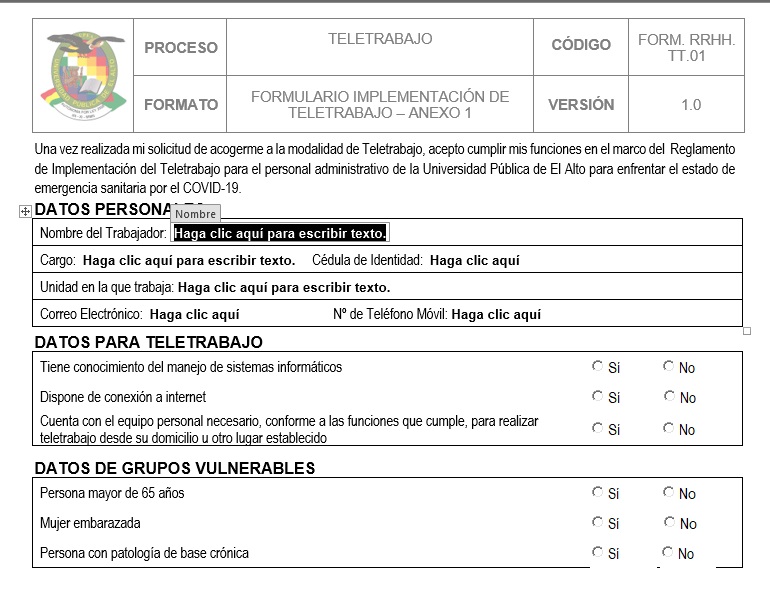 PROCESO
TELETRABAJO
CÓDIGO
FORM. RRHH.
TT.01
FORMATO
FORMULARIO IMPLEMENTACIÓN DE
TELETRABAJO – ANEXO 1
VERSIÓN
1.0
Una vez realizada mi solicitud de acogerme a la modalidad de Teletrabajo, acepto cumplir mis funciones en el marco del Reglamento
de Implementación del Teletrabajo para el personal administrativo de la Universidad Pública de El Alto para enfrentar el estado de
emergencia sanitaria por el COVID-19.
DATOS PERSONALES
Nombre
Nombre del Trabajador: Haga clic aquí para escribir texto.
Cargo: Haga clic aquí para escribir texto. Cédula de Identidad: Haga clic aquí
Unidad en la que trabaja: Haga clic aquí para escribir texto.
Correo Electrónico: Haga clic aquí Nº de Teléfono Móvil: Haga clic aquí
DATOS PARA TELETRABAJO
Tiene conocimiento del manejo de sistemas informáticos Si No
Dispone de conexión a internet Si No
Cuenta con el equipo personal necesario, conforme a las funciones que cumple, para realizar
teletrabajo desde su domicilio u otro lugar establecido Si No
DATOS DE GRUPOS VULNERABLES
Persona mayor de 65 años Si No
Mujer embarazada Si No
Persona con patología de base crónica Si No